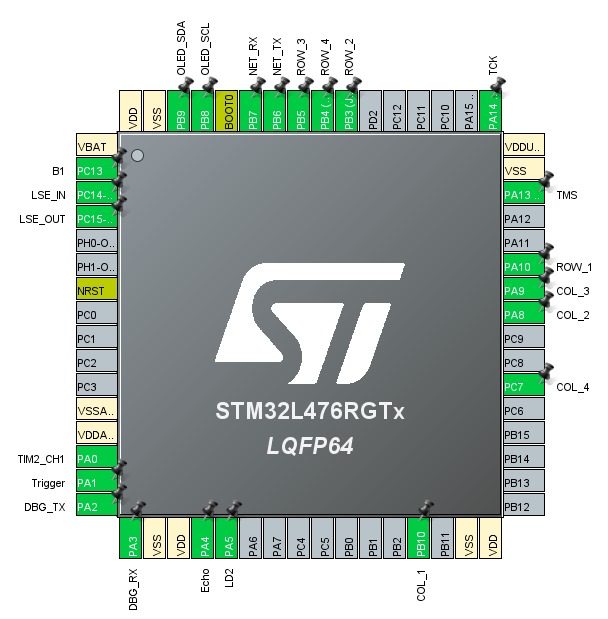 OLED_SDA
OLED_SCL
NET_RX
NET_TX
ROW_3
ROW_4
ROW_2
TCK
VDD
VSS
PB9
PB8
BOOT0
PB7
PB6
PB5
PB4 (..
PB3 (J..
PD2
PC12
PC11
PC10
PA15 ..
PA14 ..
VBAT
B1 PC13
LSE_IN PC14-..
LSE_OUT PC15-..
PH0-O..
PH1-O..
NRST
PC0
PC1
PC2
PC3
VSSA..
VDDA..
TIM2_CH1 PA0
Trigger PA1
DBG_TX PA2
ST
STM32L476RGTx
LQFP64
VDDU..
VSS
PA13 .. TMS
PA12
PA11
PA10 ROW_1
PA9 COL_3
PA8 COL_2
PC9
PC8
PC7 COL_4
PC6
PB15
PB14
PB13
PB12
PA3
VSS
VDD
PA4
PA5
PA6
PA7
PC4
PC5
PB0
PB1
PB2
PB10
PB11
VSS
VDD
DBG_RX
Echo
LD2
COL_1